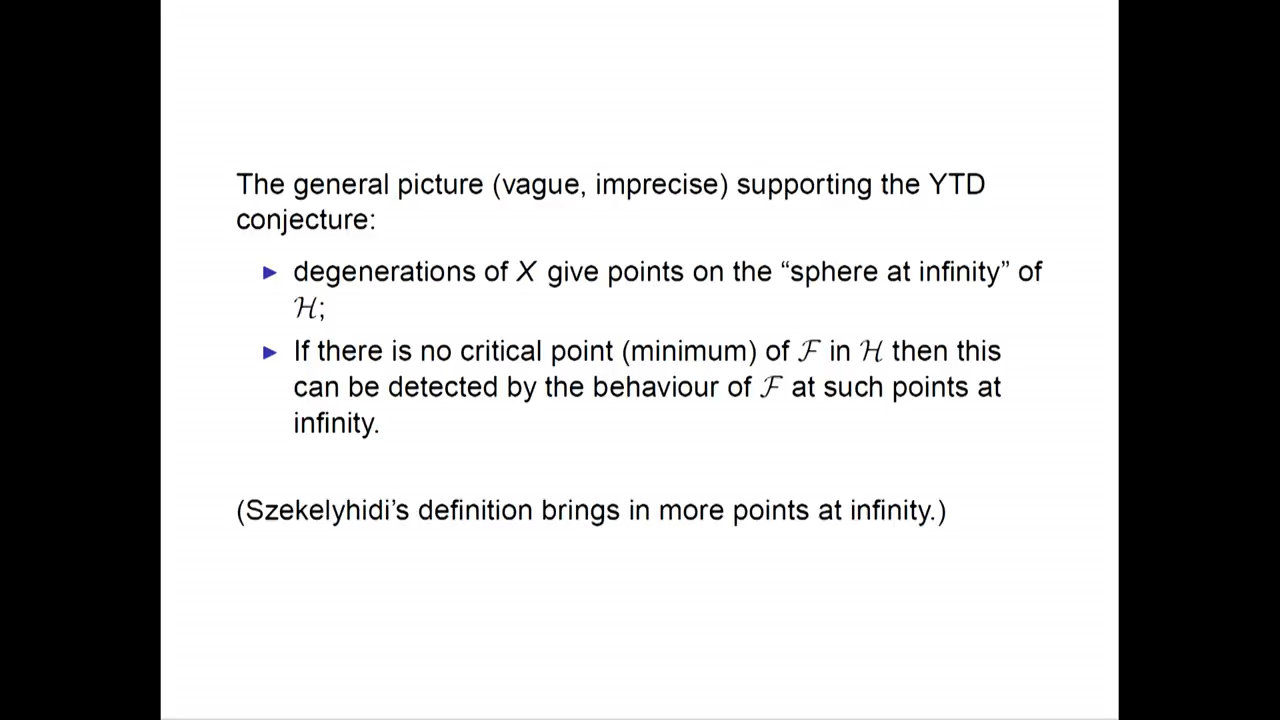 The general picture (vague, imprecise) supporting the YTD
conjecture:
▶ degenerations of X give points on the “sphere at infinity” of
ℋ;
▶ If there is no critical point (minimum) of ℱ in ℋ then this
can be detected by the behaviour of ℱ at such points at
infinity.
(Szekelyhidi’s definition brings in more points at infinity.)